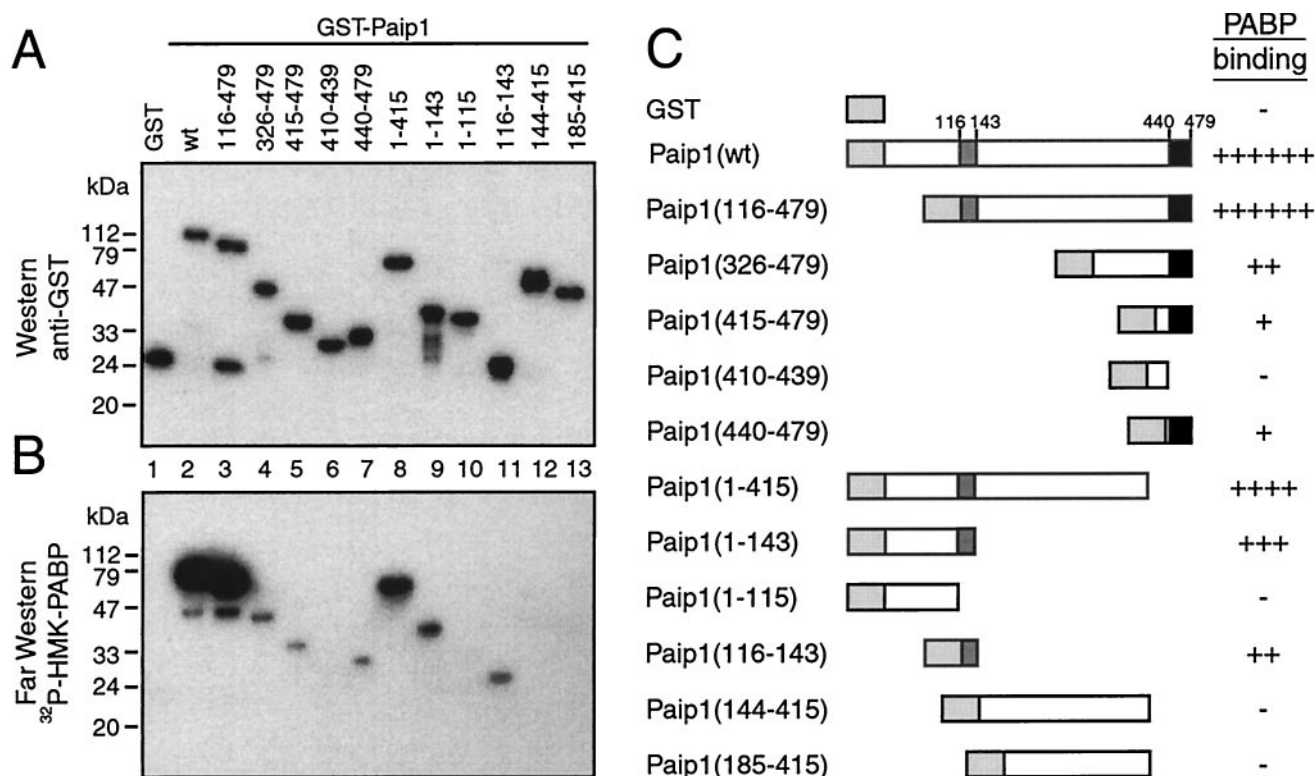 A
GST-Paip1
GST
wt
116-479
326-479
415-479
410-439
440-479
1-415
1-143
1-115
116-143
144-415
185-415
Western
anti-GST
kDa
112
79
47
33
24
20
B
1 2 3 4 5 6 7 8 9 10 11 12 13
Far Western
32P-HMK-PABP
kDa
112
79
47
33
24
20
C
PABP
binding
GST -
116 143 440 479
Paip1(wt) ++++++
Paip1(116-479) ++++++
Paip1(326-479) ++
Paip1(415-479) +
Paip1(410-439) -
Paip1(440-479) +
Paip1(1-415) ++++
Paip1(1-143) +++
Paip1(1-115) -
Paip1(116-143) ++
Paip1(144-415) -
Paip1(185-415) -